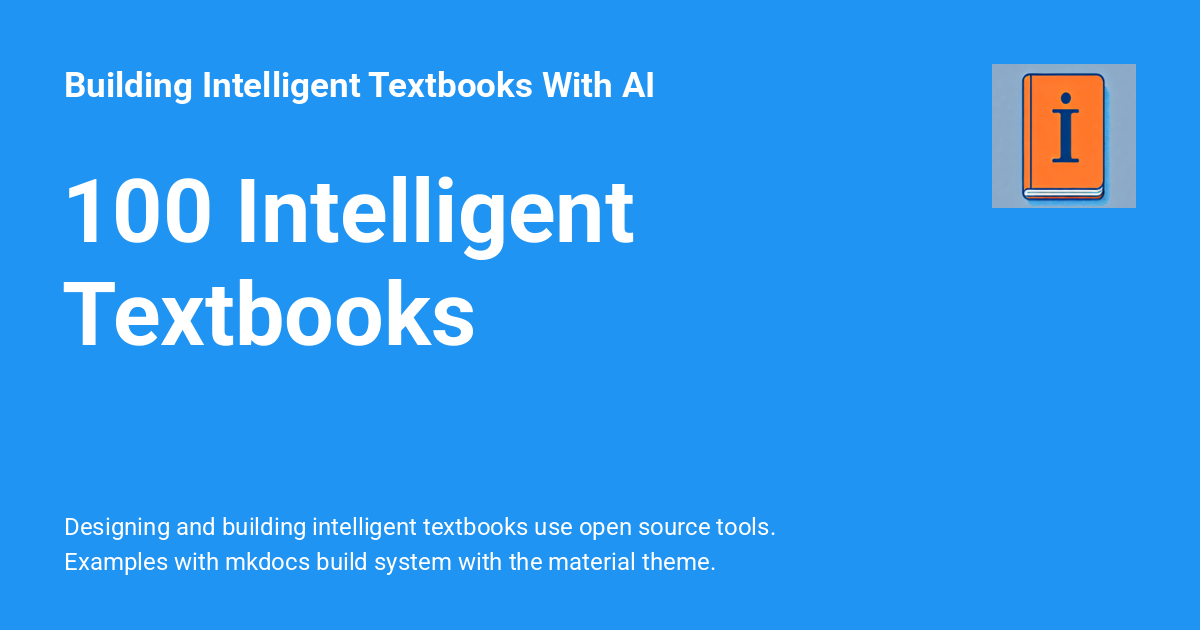 Building Intelligent Textbooks With AI
i
100 Intelligent
Textbooks
Designing and building intelligent textbooks use open source tools.
Examples with mkdocs build system with the material theme.